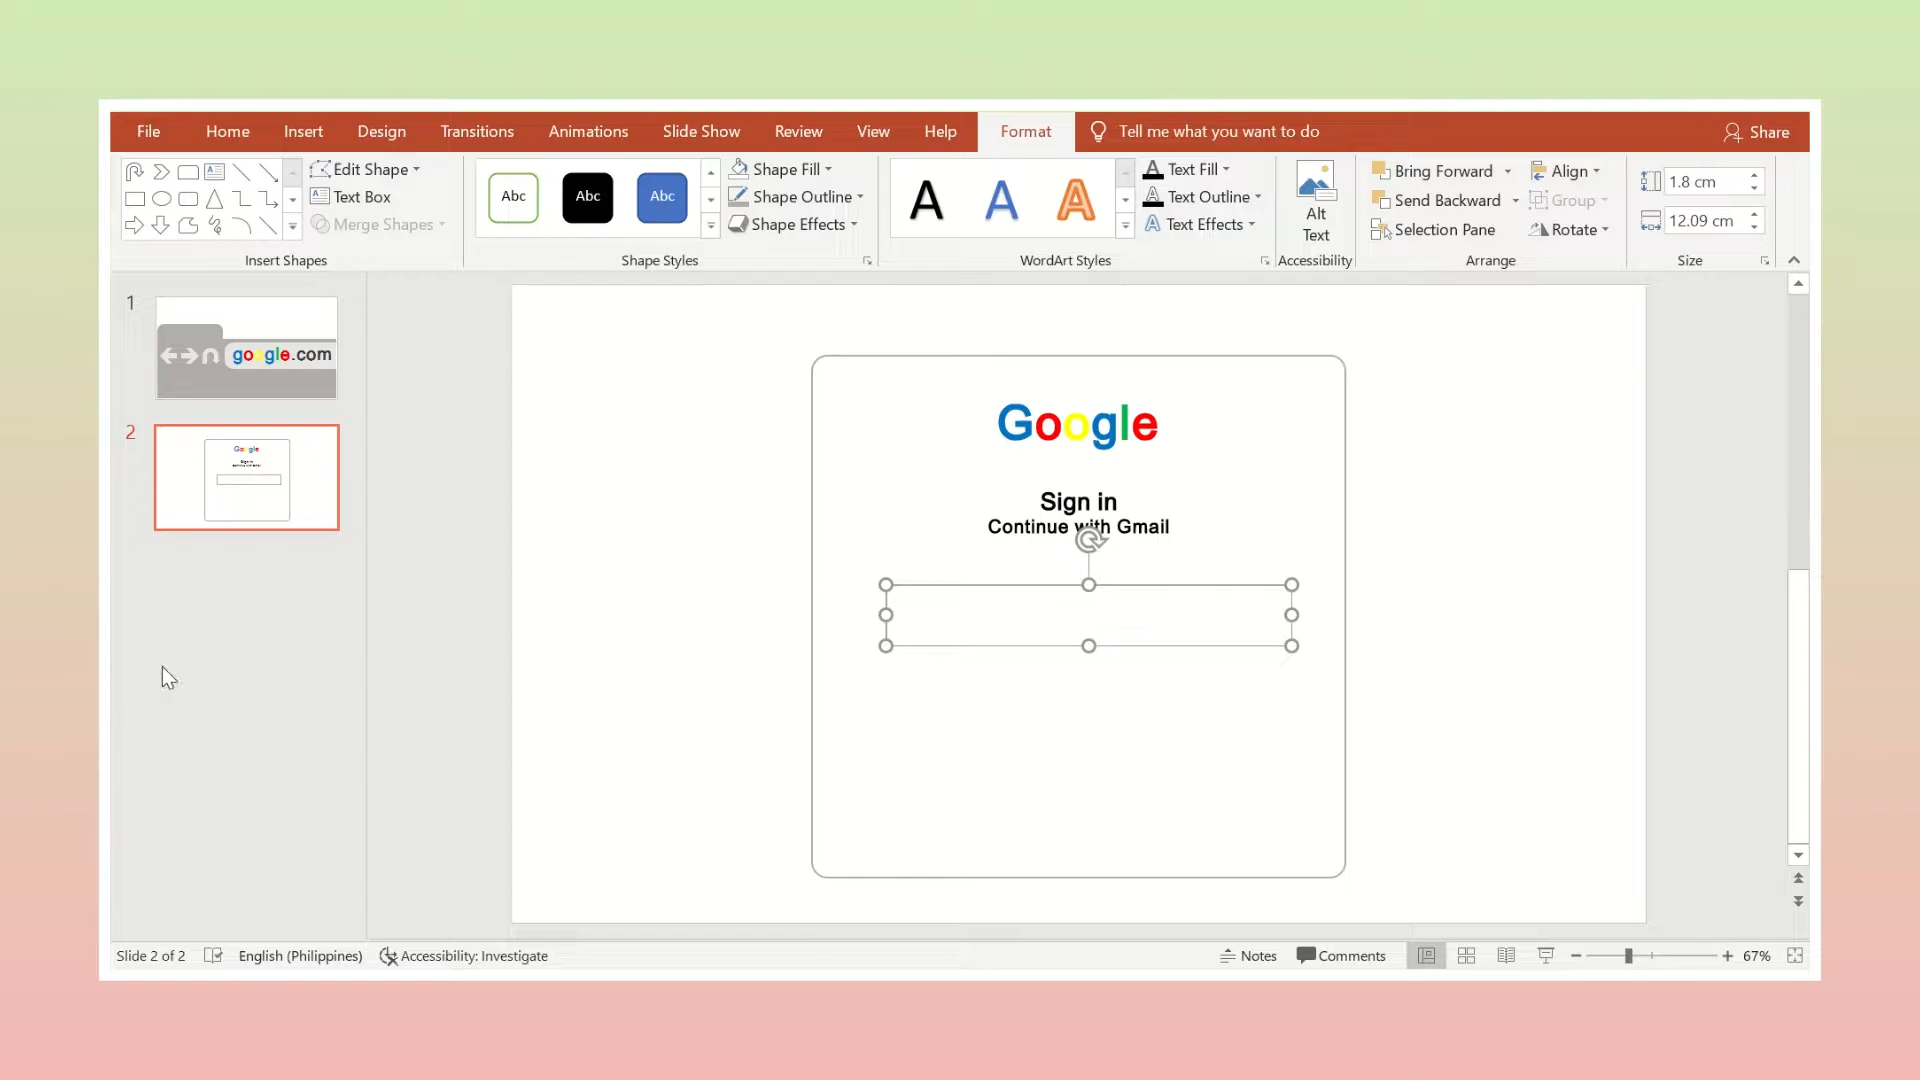 File Home Insert Design Transitions Animations Slide Show Review View Help Format Tell me what you want to do Share
Edit Shape
Text Box
Merge Shapes
Insert Shapes
Abc Abc Abc
Shape Fill
Shape Outline
Shape Effects
Shape Styles
A A A
Text Fill
Text Outline
Text Effects
WordArt Styles
Alt
Text
Accessibility
Bring Forward
Send Backward
Selection Pane
Align
Group
Rotate
Arrange
1.8 cm
12.09 cm
Size
1
google.com
2
Google
Sign in
Google
Sign in
Continue with Gmail
Slide 2 of 2 English (Philippines) Accessibility: Investigate Notes Comments 67%